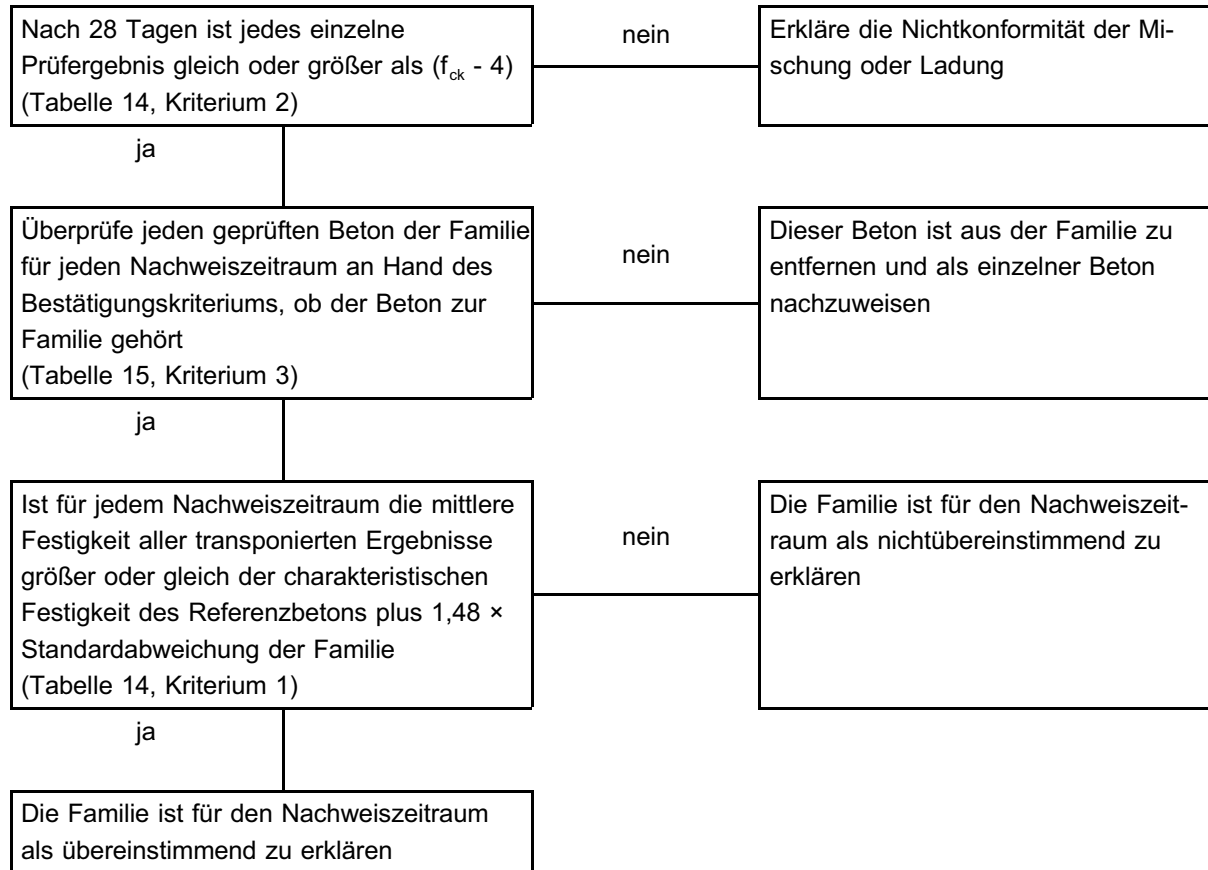 Nach 28 Tagen ist jedes einzelne
Prüfergebnis gleich oder größer als (fck - 4)
(Tabelle 14, Kriterium 2)
nein
Erkläre die Nichtkonformität der Mi-
schung oder Ladung
ja
Überprüfe jeden geprüften Beton der Familie
für jeden Nachweiszeitraum an Hand des
Bestätigungskriteriums, ob der Beton zur
Familie gehört
(Tabelle 15, Kriterium 3)
nein
Dieser Beton ist aus der Familie zu
entfernen und als einzelner Beton
nachzuweisen
ja
Ist für jedem Nachweiszeitraum die mittlere
Festigkeit aller transponierten Ergebnisse
größer oder gleich der charakteristischen
Festigkeit des Referenzbetons plus 1,48 ×
Standardabweichung der Familie
(Tabelle 14, Kriterium 1)
nein
Die Familie ist für den Nachweiszeit-
raum als nichtübereinstimmend zu
erklären
ja
Die Familie ist für den Nachweiszeitraum
als übereinstimmend zu erklären